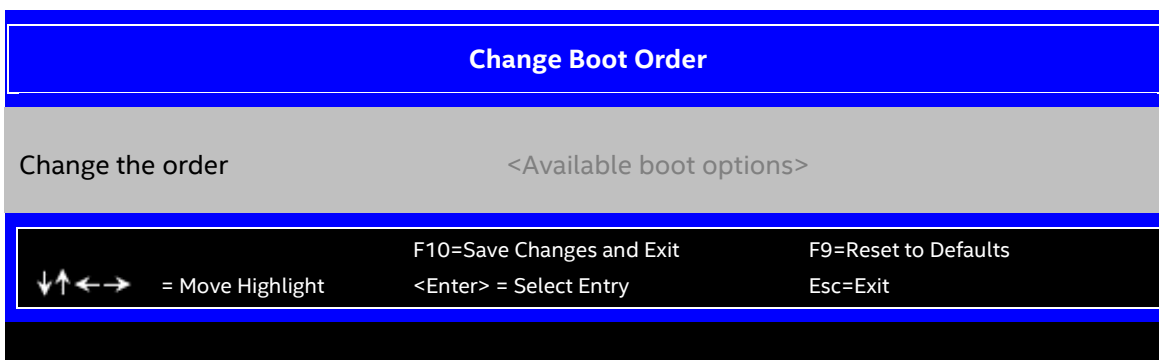 Change Boot Order
Change the order <Available boot options>
F10=Save Changes and Exit F9=Reset to Defaults
↓↑←→ = Move Highlight <Enter> = Select Entry Esc=Exit